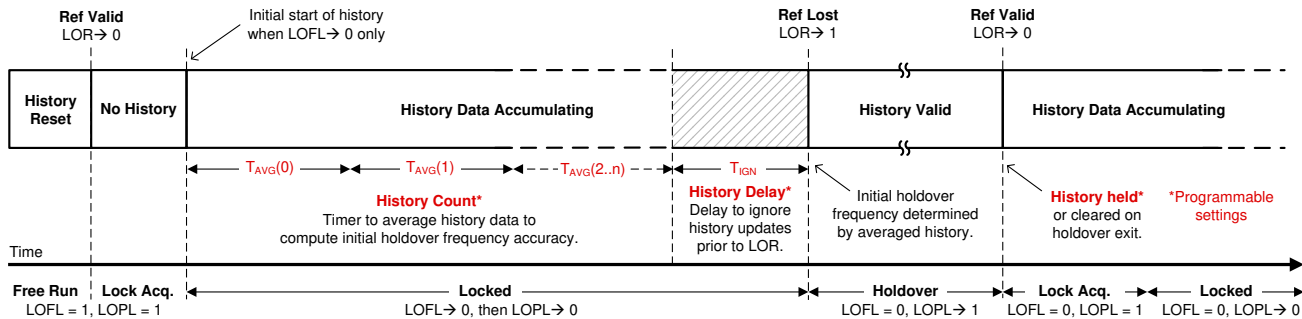 Ref Valid
LOR→ 0
Initial start of history
when LOFL→ 0 only
Ref Lost
LOR→ 1
Ref Valid
LOR→ 0
History
Reset
No History
History Data Accumulating
History Valid
History Data Accumulating
TAVG(0)
TAVG(1)
TAVG(2..n)
TIGN
History Count*
Timer to average history data to
compute initial holdover frequency accuracy.
History Delay*
Delay to ignore
history updates
prior to LOR.
Initial holdover
frequency determined
by averaged history.
History held*
or cleared on
holdover exit.
*Programmable
settings
Time
Free Run
Lock Acq.
LOFL = 1, LOPL = 1
Locked
LOFL→ 0, then LOPL→ 0
Holdover
LOFL = 0, LOPL→ 1
Lock Acq.
LOFL = 0, LOPL = 1
Locked
LOFL = 0, LOPL→ 0